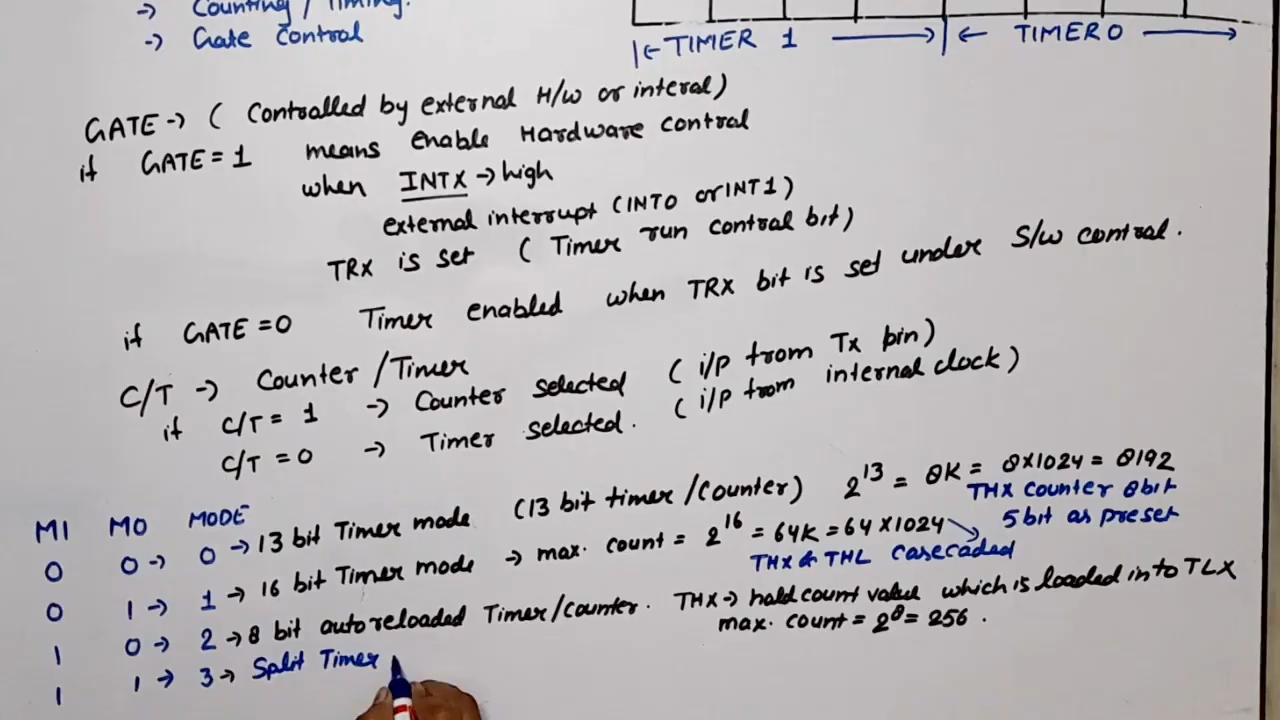 -> Counting / Timing.
-> Gate Control
|<- TIMER 1 -> <- TIMER 0 ->
GATE -> ( Controlled by external H/w or interal)
if GATE = 1 means enable Hardware control
when INTX -> high
external interrupt (INT0 or INT1)
TRX is set ( Timer run control bit)
if GATE = 0 Timer enabled when TRX bit is set under S/w control.
C/T -> Counter / Timer
if C/T = 1 -> Counter selected ( i/p from Tx pin)
C/T = 0 -> Timer selected. ( i/p from internal clock)
M1 M0 MODE
0 0 -> 0 -> 13 bit Timer mode (13 bit timer / Counter) 2^13 = 8K = 8x1024 = 8192
THX Counter 8bit
5 bit as preset
0 1 -> 1 -> 16 bit Timer mode -> max. count = 2^16 = 64K = 64 x 1024
THX & THL casecaded
1 0 -> 2 -> 8 bit autoreloaded Timer/Counter. THX -> hold count value which is loaded into TLX
max. count = 2^8 = 256.
1 1 -> 3 -> Split Timer